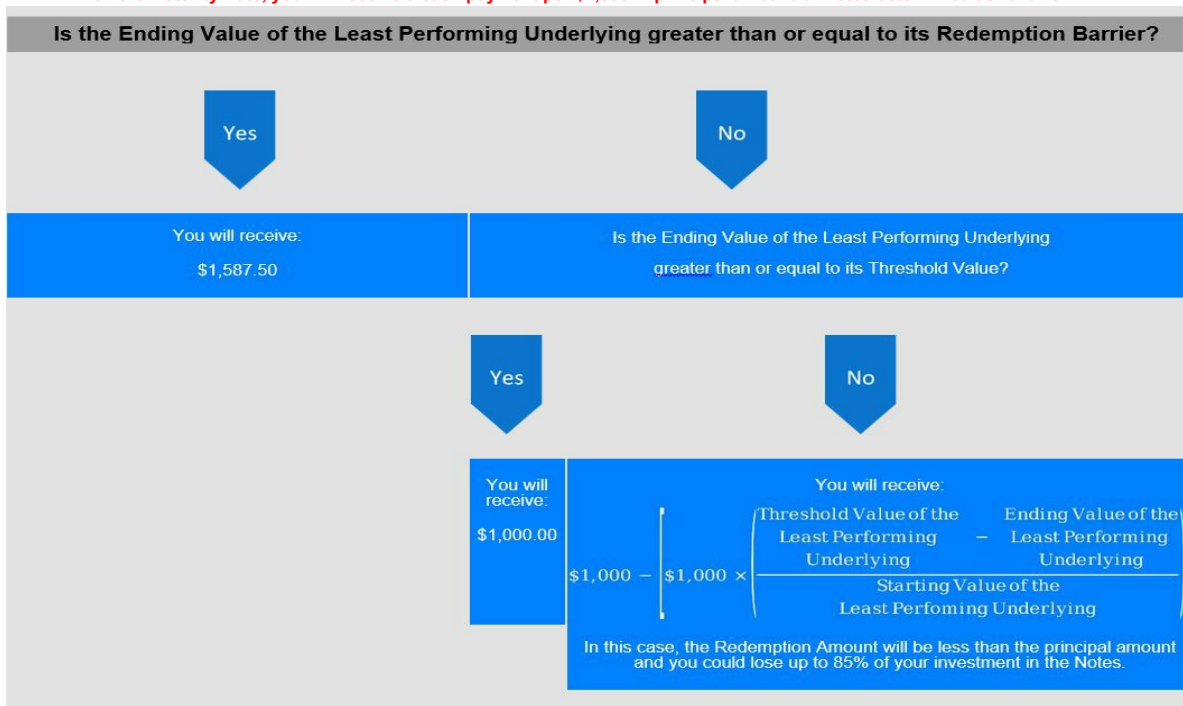 Is the Ending Value of the Least Performing Underlying greater than or equal to its Redemption Barrier?
Yes
No
You will receive:
$1,587.50
Is the Ending Value of the Least Performing Underlying
greater than or equal to its Threshold Value?
Yes
No
You will
receive:
$1,000.00
You will receive:
$1,000 − [$1,000 × (
Threshold Value of the Least Performing Underlying − Ending Value of the Least Performing Underlying
Starting Value of the
Least Perfoming Underlying
)
In this case, the Redemption Amount will be less than the principal amount
and you could lose up to 85% of your investment in the Notes.